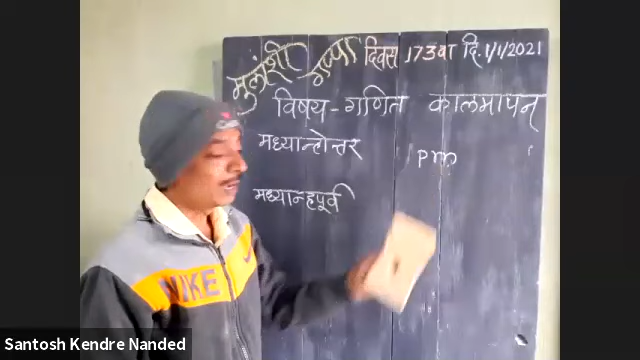 मुलांशी गप्पा दिवस 173वा दि. 1/1/2021
विषय - गणित कालमापन
मध्यान्होत्तर
pm
मध्यान्हपूर्व
NIKE
Santosh Kendre Nanded